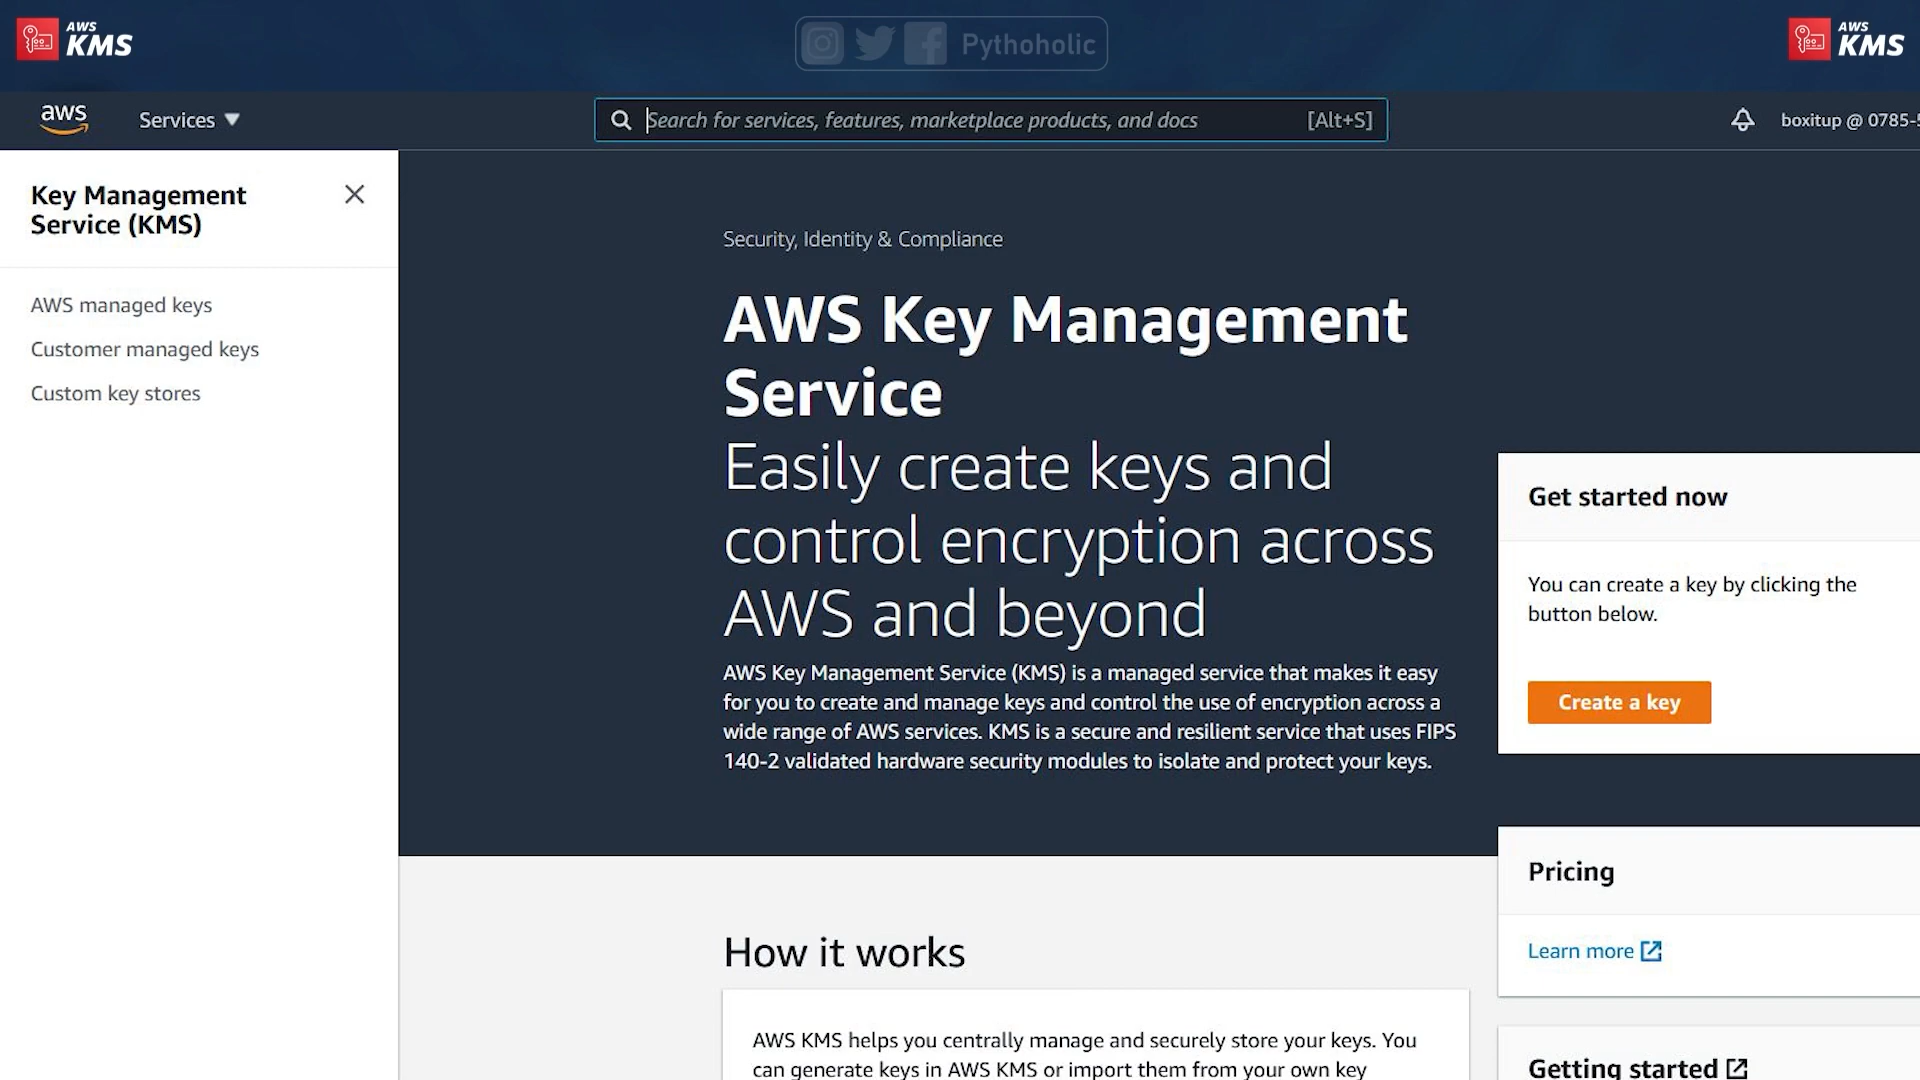 AWS
KMS
Pythoholic
AWS
KMS
aws
Services
Search for services, features, marketplace products, and docs
[Alt+S]
boxitup @ 0785-5
Key Management
Service (KMS)
AWS managed keys
Customer managed keys
Custom key stores
Security, Identity & Compliance
AWS Key Management
Service
Easily create keys and
control encryption across
AWS and beyond
AWS Key Management Service (KMS) is a managed service that makes it easy
for you to create and manage keys and control the use of encryption across a
wide range of AWS services. KMS is a secure and resilient service that uses FIPS
140-2 validated hardware security modules to isolate and protect your keys.
Get started now
You can create a key by clicking the
button below.
Create a key
Pricing
Learn more
How it works
AWS KMS helps you centrally manage and securely store your keys. You
can generate keys in AWS KMS or import them from your own key
Getting started